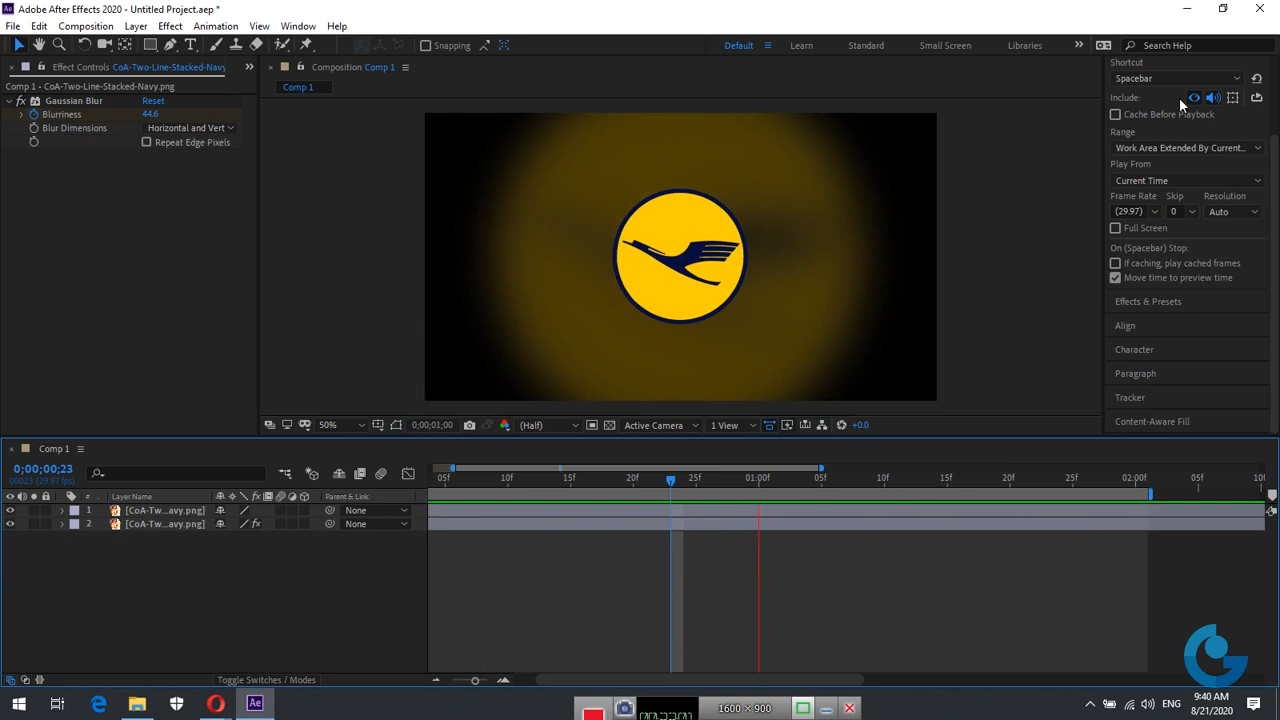 Adobe After Effects 2020 - Untitled Project.aep *
File Edit Composition Layer Effect Animation View Window Help
Snapping Default Learn Standard Small Screen Libraries Search Help
Effect Controls CoA-Two-Line-Stacked-Navy
Composition Comp 1
Shortcut
Comp 1 • CoA-Two-Line-Stacked-Navy.png
Comp 1
Spacebar
Gaussian Blur Reset
Include:
Blurriness 44.6
Cache Before Playback
Blur Dimensions Horizontal and Vert
Range
Repeat Edge Pixels
Work Area Extended By Current...
Play From
Current Time
Frame Rate Skip Resolution
(29.97) 0 Auto
Full Screen
On (Spacebar) Stop:
If caching, play cached frames
Move time to preview time
Effects & Presets
Align
Character
Paragraph
Tracker
Content-Aware Fill
50% 0;00;01;00 (Half) Active Camera 1 View +0.0
Comp 1
0;00;00;23
00023 (29.97 fps)
05f 10f 15f 20f 25f 01:00f 05f 10f 15f 20f 25f 02:00f 05f 10
# Layer Name Parent & Link
1 [CoA-Tw...avy.png] None
2 [CoA-Tw...avy.png] None
Toggle Switches / Modes
Ae
1600 × 900
ENG
9:40 AM
8/21/2020